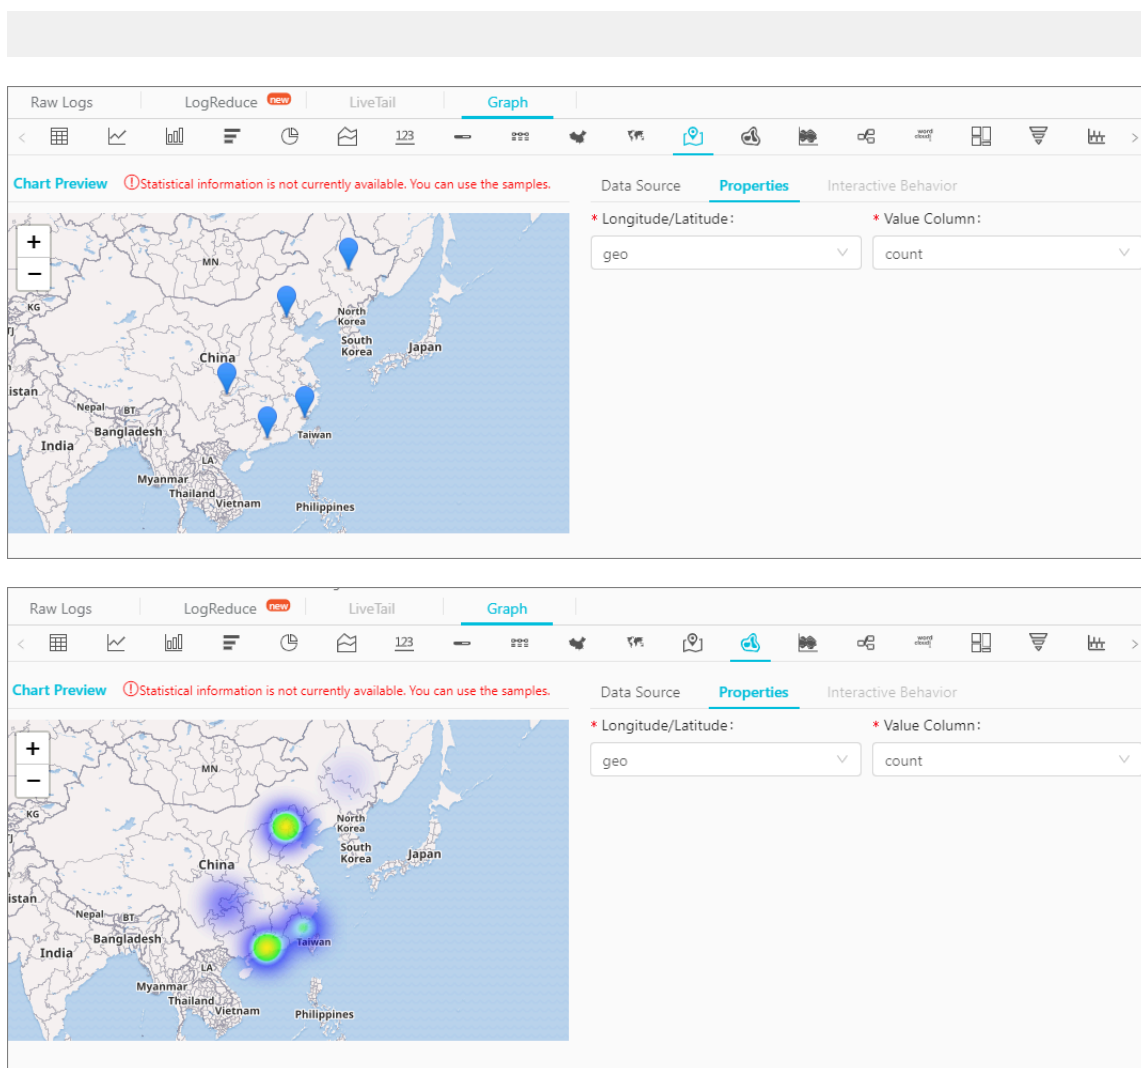 Raw Logs LogReduce new LiveTail Graph
123 word cloud
Chart Preview Statistical information is not currently available. You can use the samples. Data Source Properties Interactive Behavior
* Longitude/Latitude: * Value Column:
+
geo count
−
MN
KG
North
Korea
South
Korea
Japan
China
istan
Nepal BT
Bangladesh
Taiwan
India
LA
Myanmar
Thailand
Vietnam
Philippines
Raw Logs LogReduce new LiveTail Graph
123 word cloud
Chart Preview Statistical information is not currently available. You can use the samples. Data Source Properties Interactive Behavior
* Longitude/Latitude: * Value Column:
+
geo count
−
MN
KG
North
Korea
South
Korea
Japan
China
istan
Nepal BT
Bangladesh
Taiwan
India
LA
Myanmar
Thailand
Vietnam
Philippines